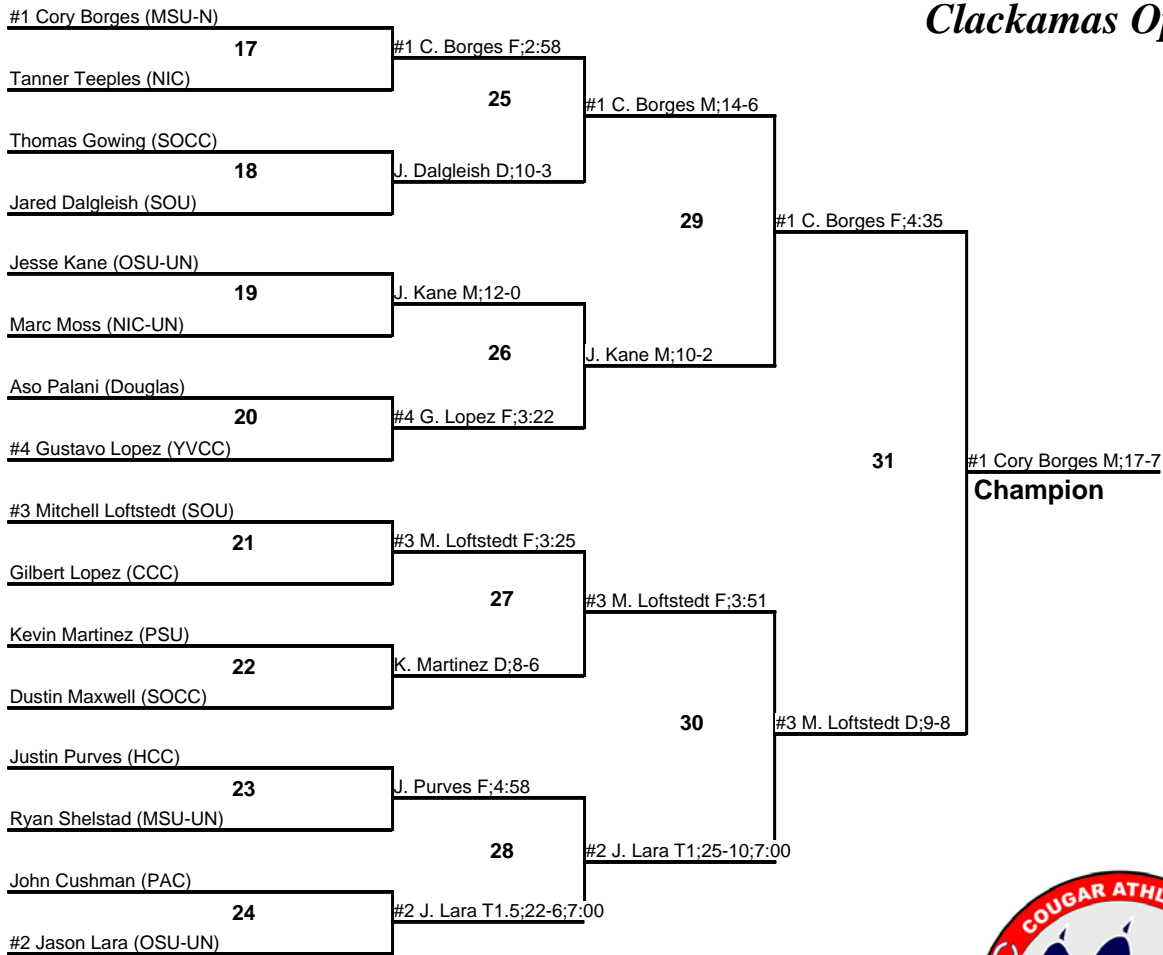 Clackamas Op
#1 Cory Borges (MSU-N)
17
Tanner Teeples (NIC)
#1 C. Borges F;2:58
25
Thomas Gowing (SOCC)
18
Jared Dalgleish (SOU)
J. Dalgleish D;10-3
#1 C. Borges M;14-6
29
Jesse Kane (OSU-UN)
19
Marc Moss (NIC-UN)
J. Kane M;12-0
26
Aso Palani (Douglas)
20
#4 Gustavo Lopez (YVCC)
#4 G. Lopez F;3:22
J. Kane M;10-2
#1 C. Borges F;4:35
31
#1 Cory Borges M;17-7
Champion
#3 Mitchell Loftstedt (SOU)
21
Gilbert Lopez (CCC)
#3 M. Loftstedt F;3:25
27
Kevin Martinez (PSU)
22
Dustin Maxwell (SOCC)
K. Martinez D;8-6
#3 M. Loftstedt F;3:51
30
#3 M. Loftstedt D;9-8
Justin Purves (HCC)
23
Ryan Shelstad (MSU-UN)
J. Purves F;4:58
28
John Cushman (PAC)
24
#2 Jason Lara (OSU-UN)
#2 J. Lara T1.5;22-6;7:00
#2 J. Lara T1;25-10;7:00
COUGAR ATHL